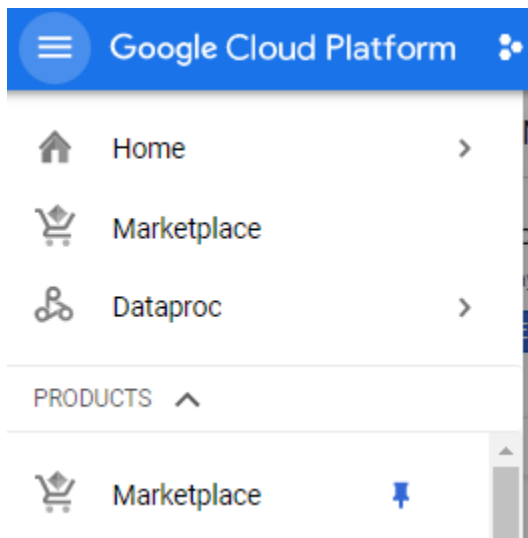 Google Cloud Platform
Home
Marketplace
Dataproc
PRODUCTS
Marketplace